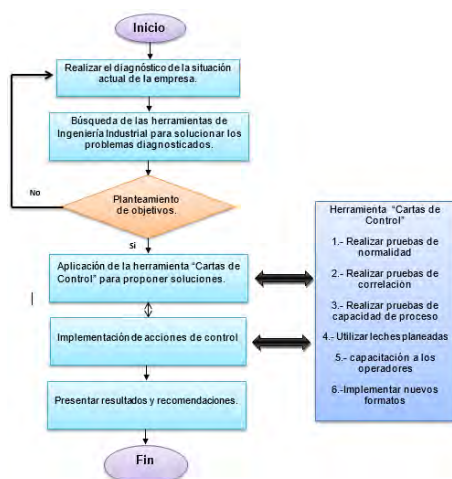 Inicio
Realizar el diagnóstico de la situación
actual de la empresa.
Búsqueda de las herramientas de
Ingeniería Industrial para solucionar los
problemas diagnosticados.
No
Planteamiento
de objetivos.
Si
Aplicación de la herramienta “Cartas de
Control” para proponer soluciones.
Implementación de acciones de control
Presentar resultados y recomendaciones.
Fin
Herramienta “Cartas de
Control”
1.- Realizar pruebas de
normalidad
2.- Realizar pruebas de
correlación
3.- Realizar pruebas de
capacidad de proceso
4.- Utilizar leches planeadas
5.- capacitación a los
operadores
6.-Implementar nuevos
formatos